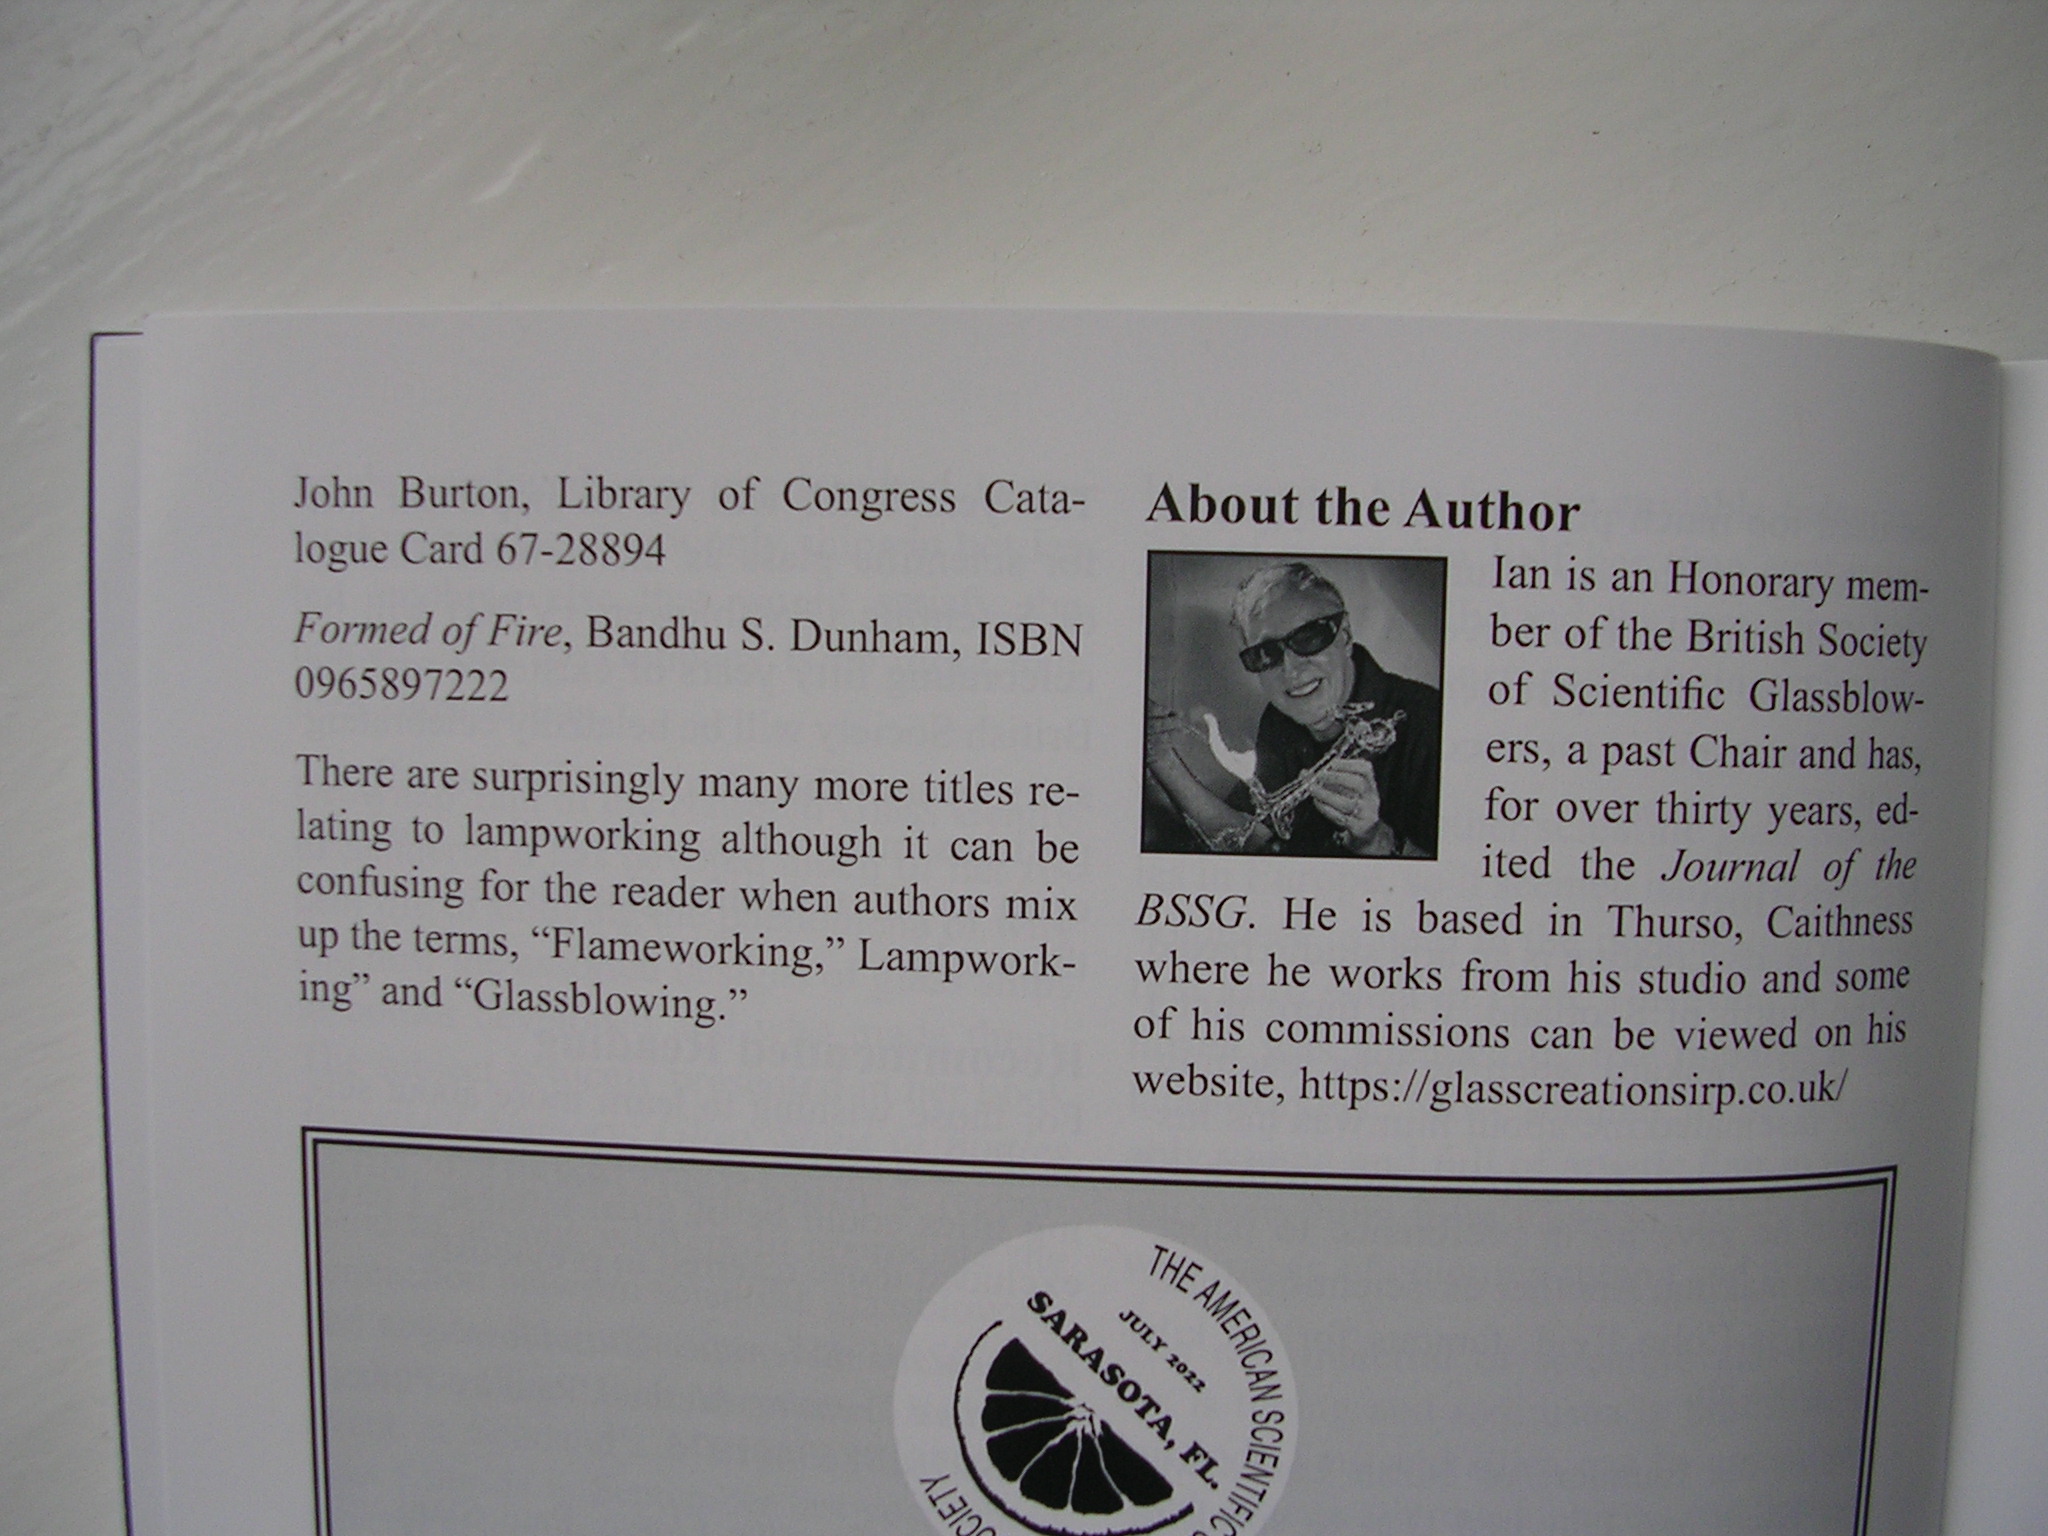 John Burton, Library of Congress Cata-
logue Card 67-28894
Formed of Fire, Bandhu S. Dunham, ISBN
0965897222
There are surprisingly many more titles re-
lating to lampworking although it can be
confusing for the reader when authors mix
up the terms, “Flameworking,” Lampwork-
ing” and “Glassblowing.”
About the Author
Ian is an Honorary mem-
ber of the British Society
of Scientific Glassblow-
ers, a past Chair and has,
for over thirty years, ed-
ited the Journal of the
BSSG. He is based in Thurso, Caithness
where he works from his studio and some
of his commissions can be viewed on his
website, https://glasscreationsirp.co.uk/
THE AMERICAN SCIENTIFIC
JULY 2022
SARASOTA, FL.